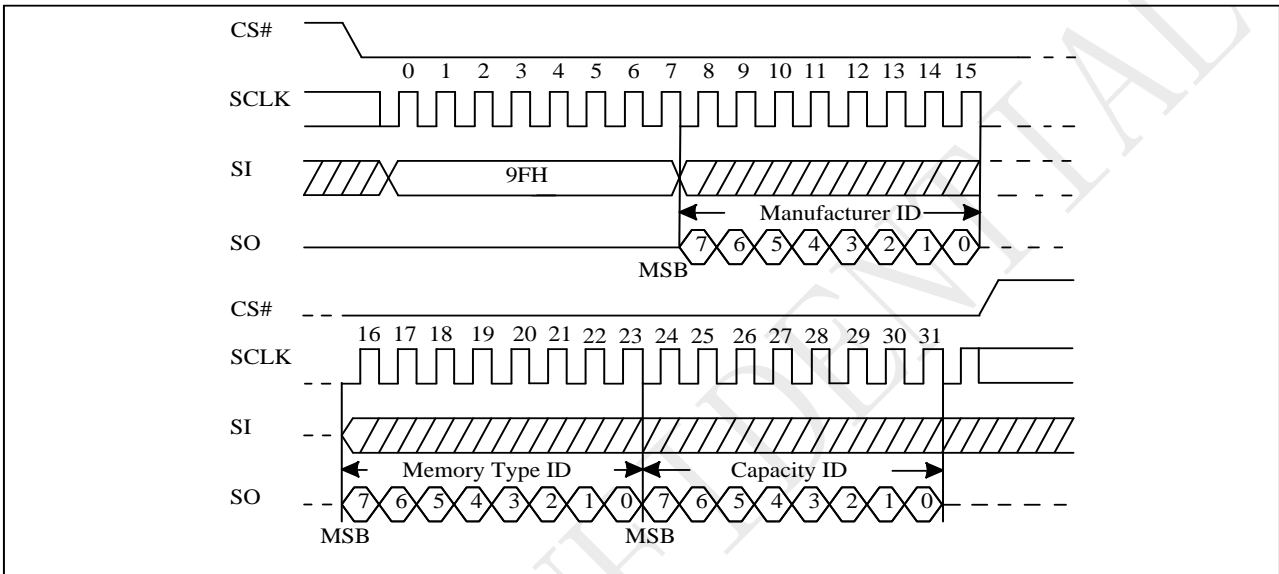 CS#
0 1 2 3 4 5 6 7 8 9 10 11 12 13 14 15
SCLK
SI 9FH
Manufacturer ID
SO 7 6 5 4 3 2 1 0
MSB
CS#
16 17 18 19 20 21 22 23 24 25 26 27 28 29 30 31
SCLK
SI
Memory Type ID Capacity ID
SO 7 6 5 4 3 2 1 0 7 6 5 4 3 2 1 0
MSB MSB